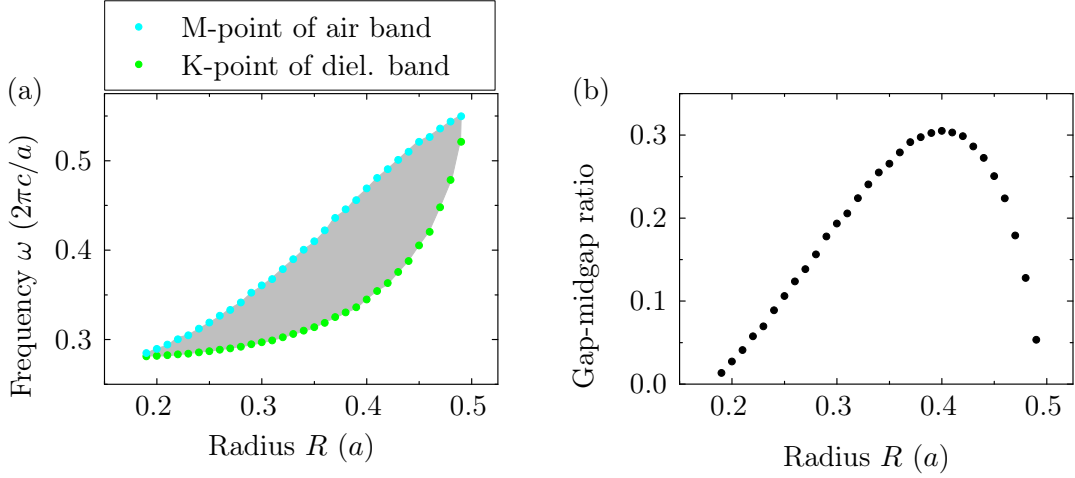 M-point of air band
K-point of diel. band
(a)
Frequency ω (2πc/a)
0.5
0.4
0.3
0.2 0.3 0.4 0.5
Radius R (a)
(b)
Gap-midgap ratio
0.3
0.2
0.1
0.0
0.2 0.3 0.4 0.5
Radius R (a)